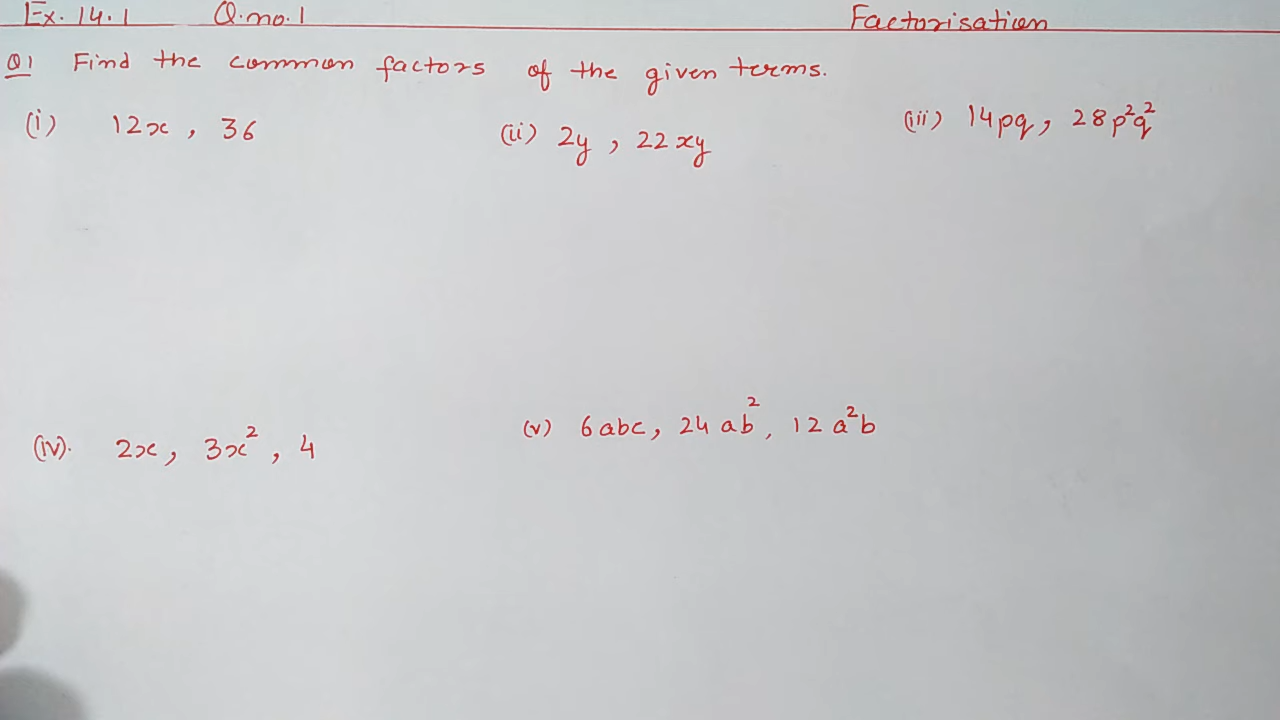 Ex. 14.1 Q.no.1 Factorisation
Q1 Find the common factors of the given terms.
(i) 12x , 36 (ii) 2y , 22xy (iii) 14pq, 28p²q²
(iv). 2x, 3x², 4 (v) 6abc, 24ab², 12a²b